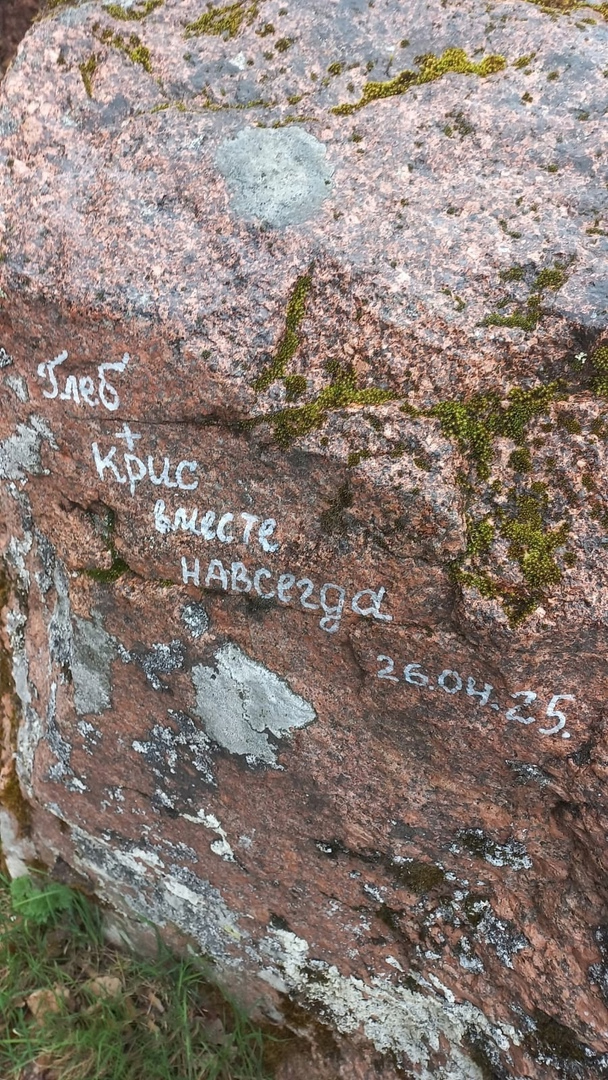 Глеб
+
Крис
вместе
навсегда
26.04.25.